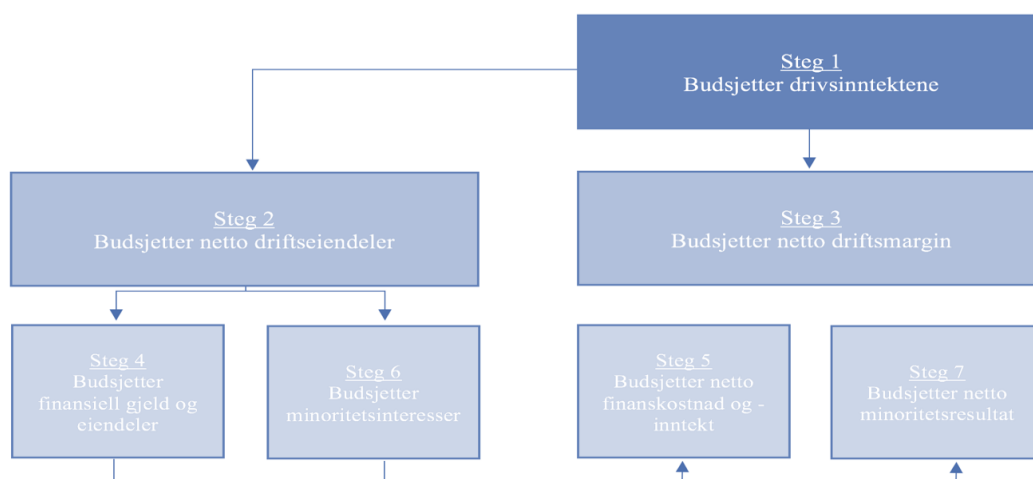 Steg 1
Budsjetter drivsinntektene
Steg 2
Budsjetter netto driftseiendeler
Steg 3
Budsjetter netto driftsmargin
Steg 4
Budsjetter
finansiell gjeld og
eiendeler
Steg 6
Budsjetter
minoritetsinteresser
Steg 5
Budsjetter netto
finanskostnad og -
inntekt
Steg 7
Budsjetter netto
minoritetsresultat